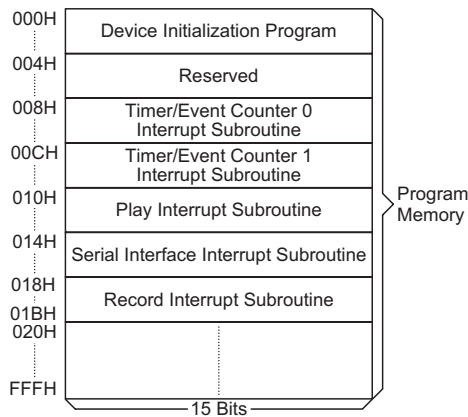 000H
Device Initialization Program
004H
Reserved
008H
Timer/Event Counter 0
Interrupt Subroutine
00CH
Timer/Event Counter 1
Interrupt Subroutine
010H
Play Interrupt Subroutine
Program
Memory
014H
Serial Interface Interrupt Subroutine
018H
Record Interrupt Subroutine
01BH
020H
FFFH
15 Bits